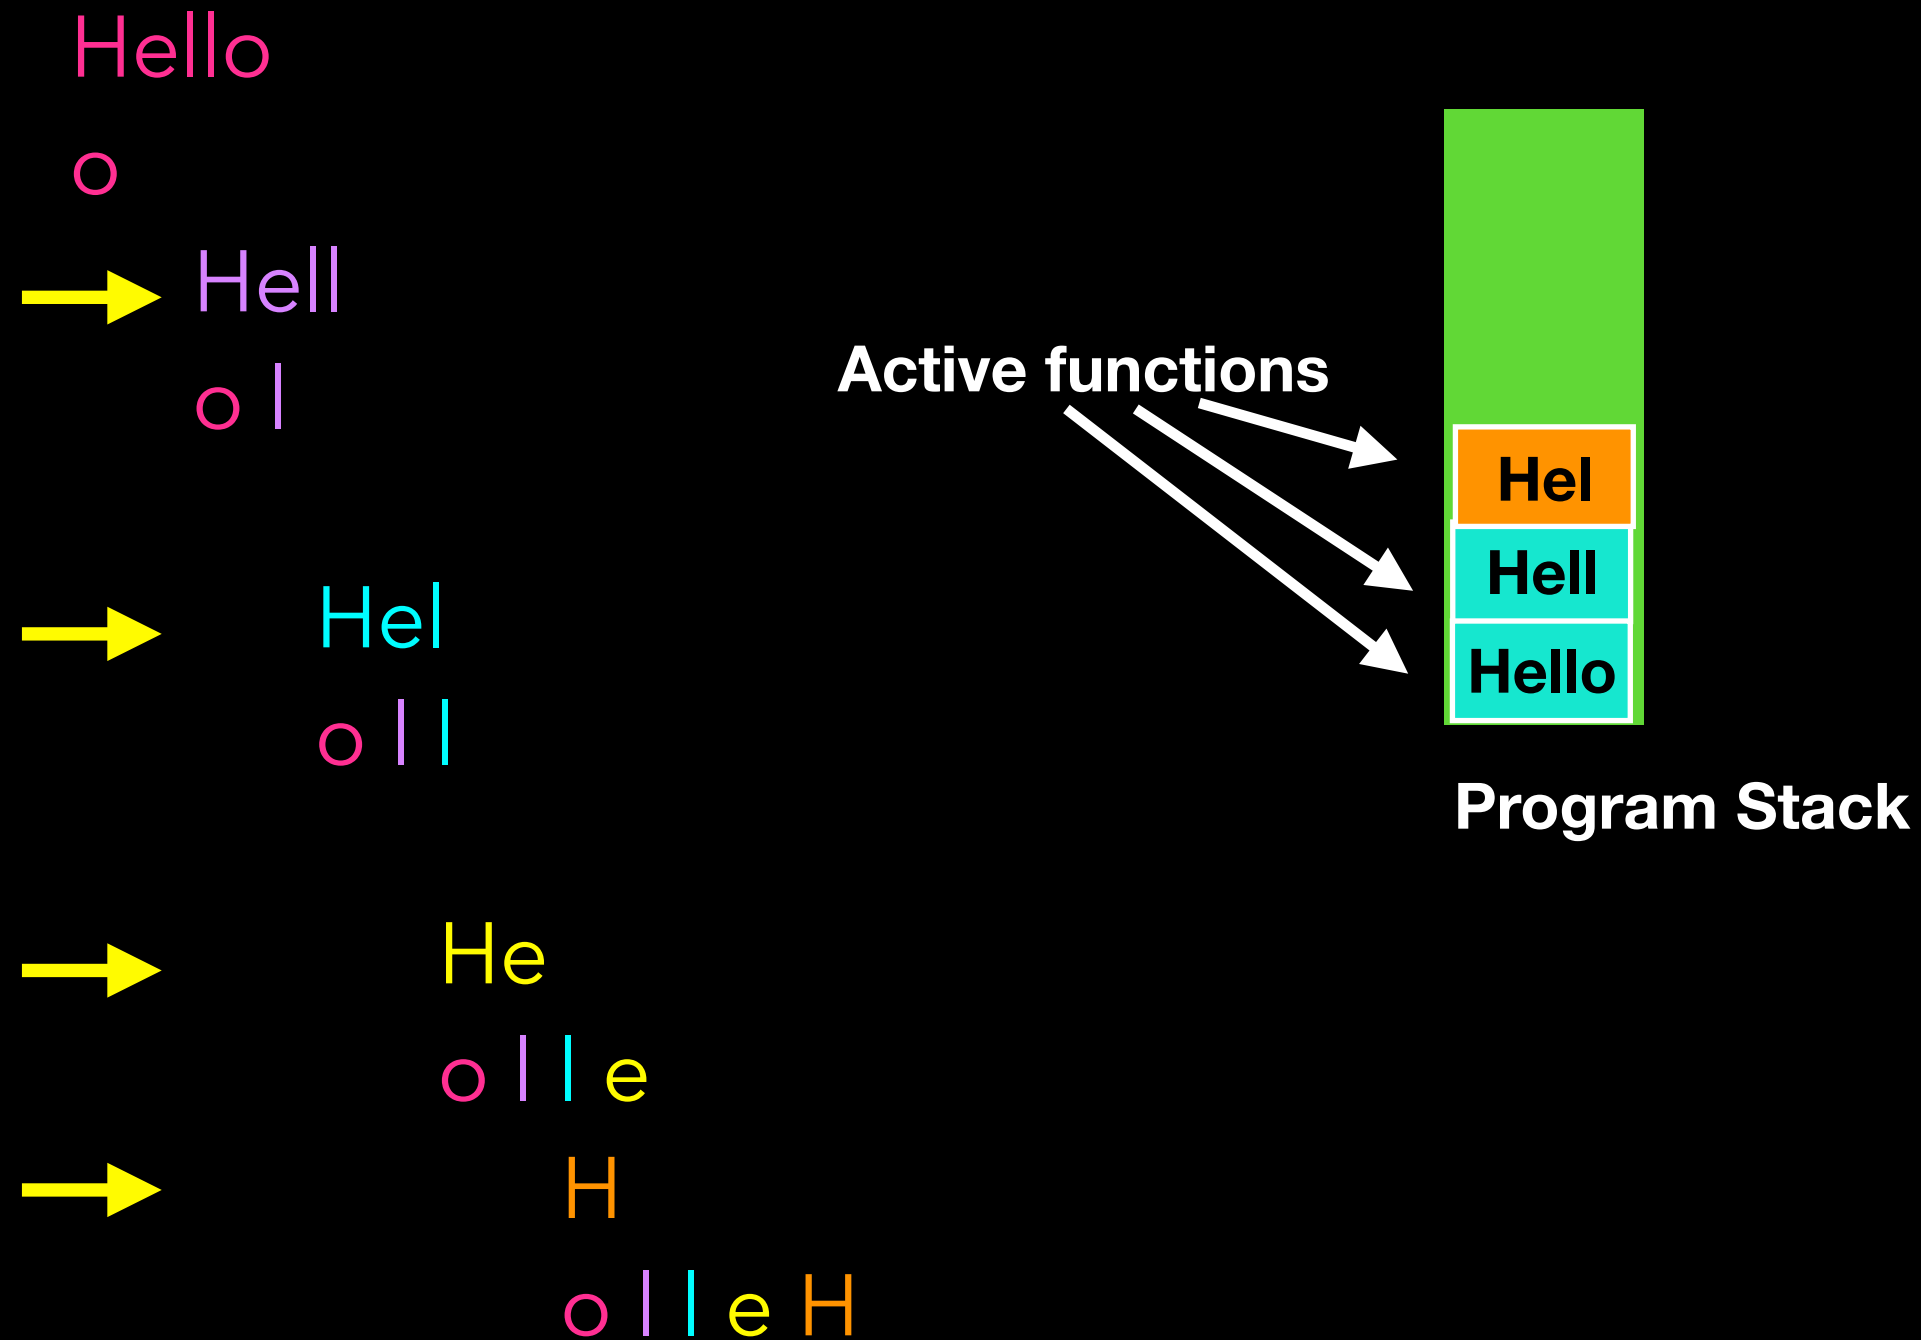 Hello
o
Hell
o l
Hel
o l l
He
o l l e
H
o l l e H
Active functions
Hel
Hell
Hello
Program Stack